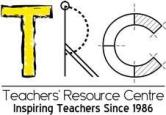 TRC
Teachers' Resource Centre
Inspiring Teachers Since 1986